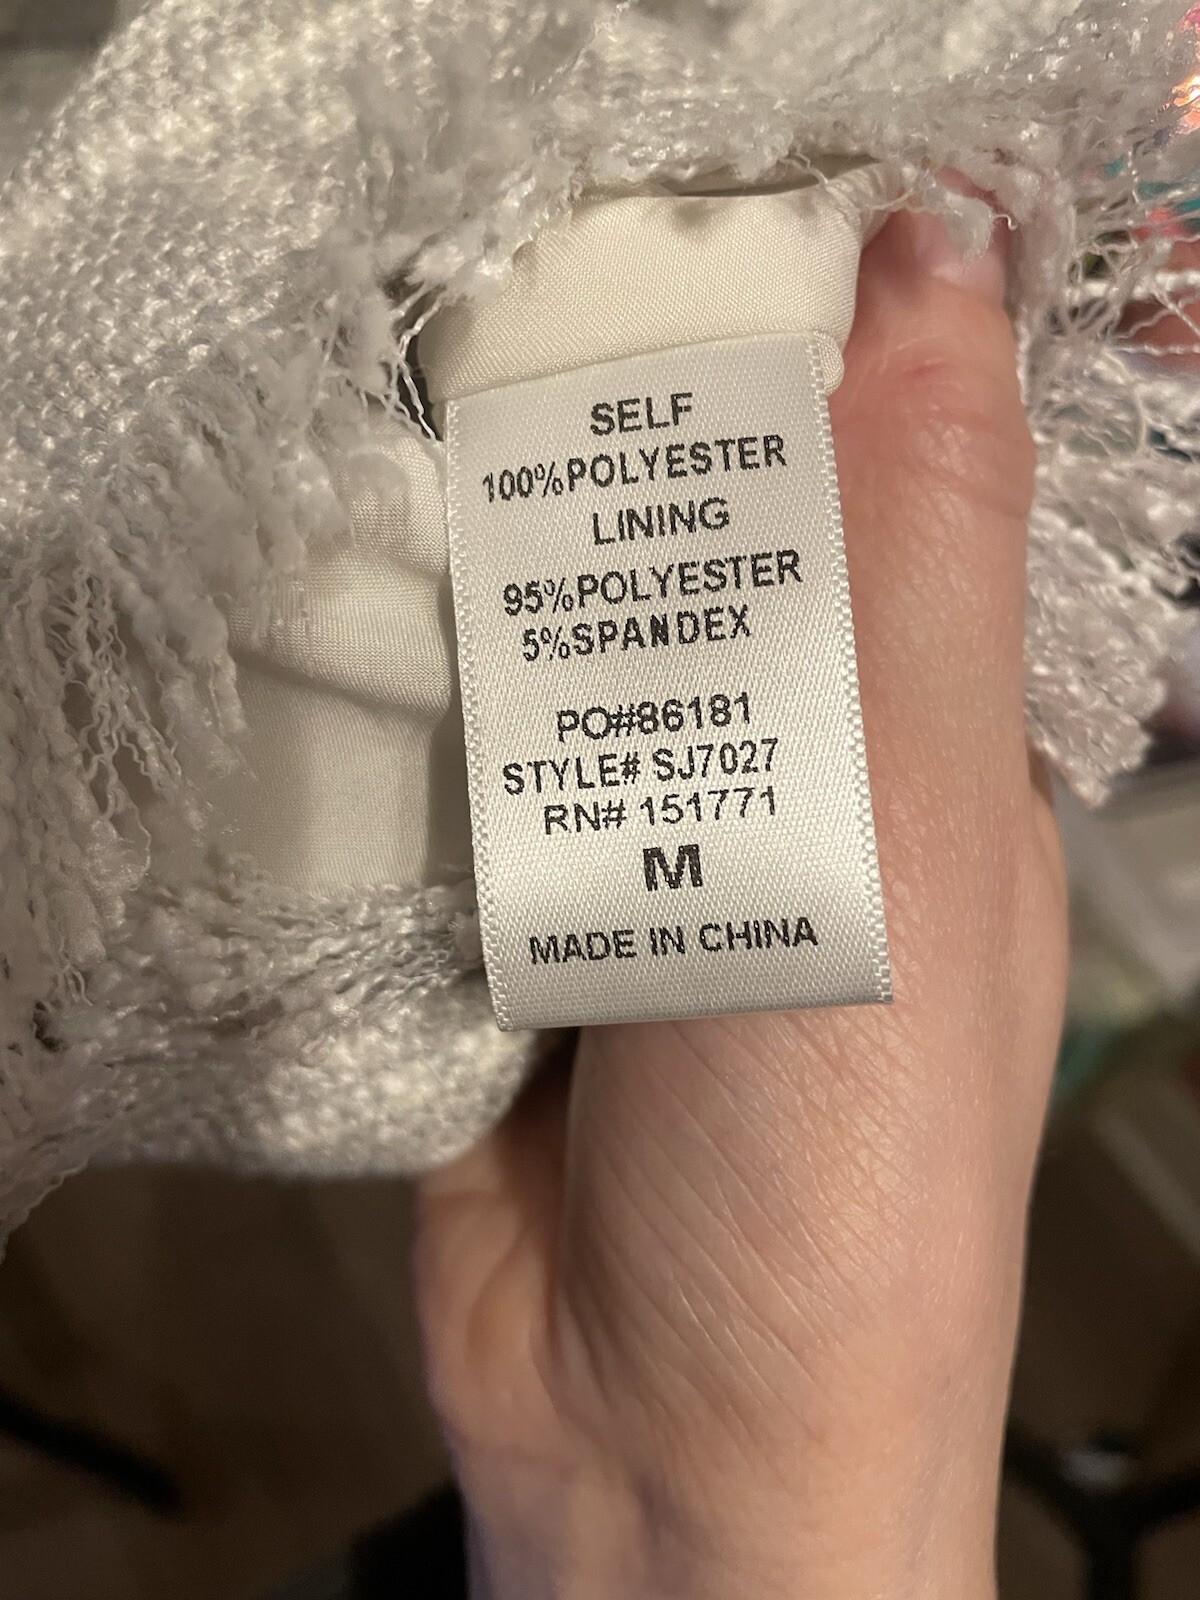 SELF
100%POLYESTER
LINING
95%POLYESTER
5%SPANDEX
PO#86181
STYLE# SJ7027
RN# 151771
M
MADE IN CHINA